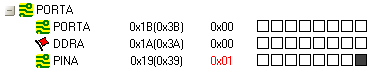 PORTA
PORTA 0x1B(0x3B) 0x00
DDRA 0x1A(0x3A) 0x00
PINA 0x19(0x39) 0x01